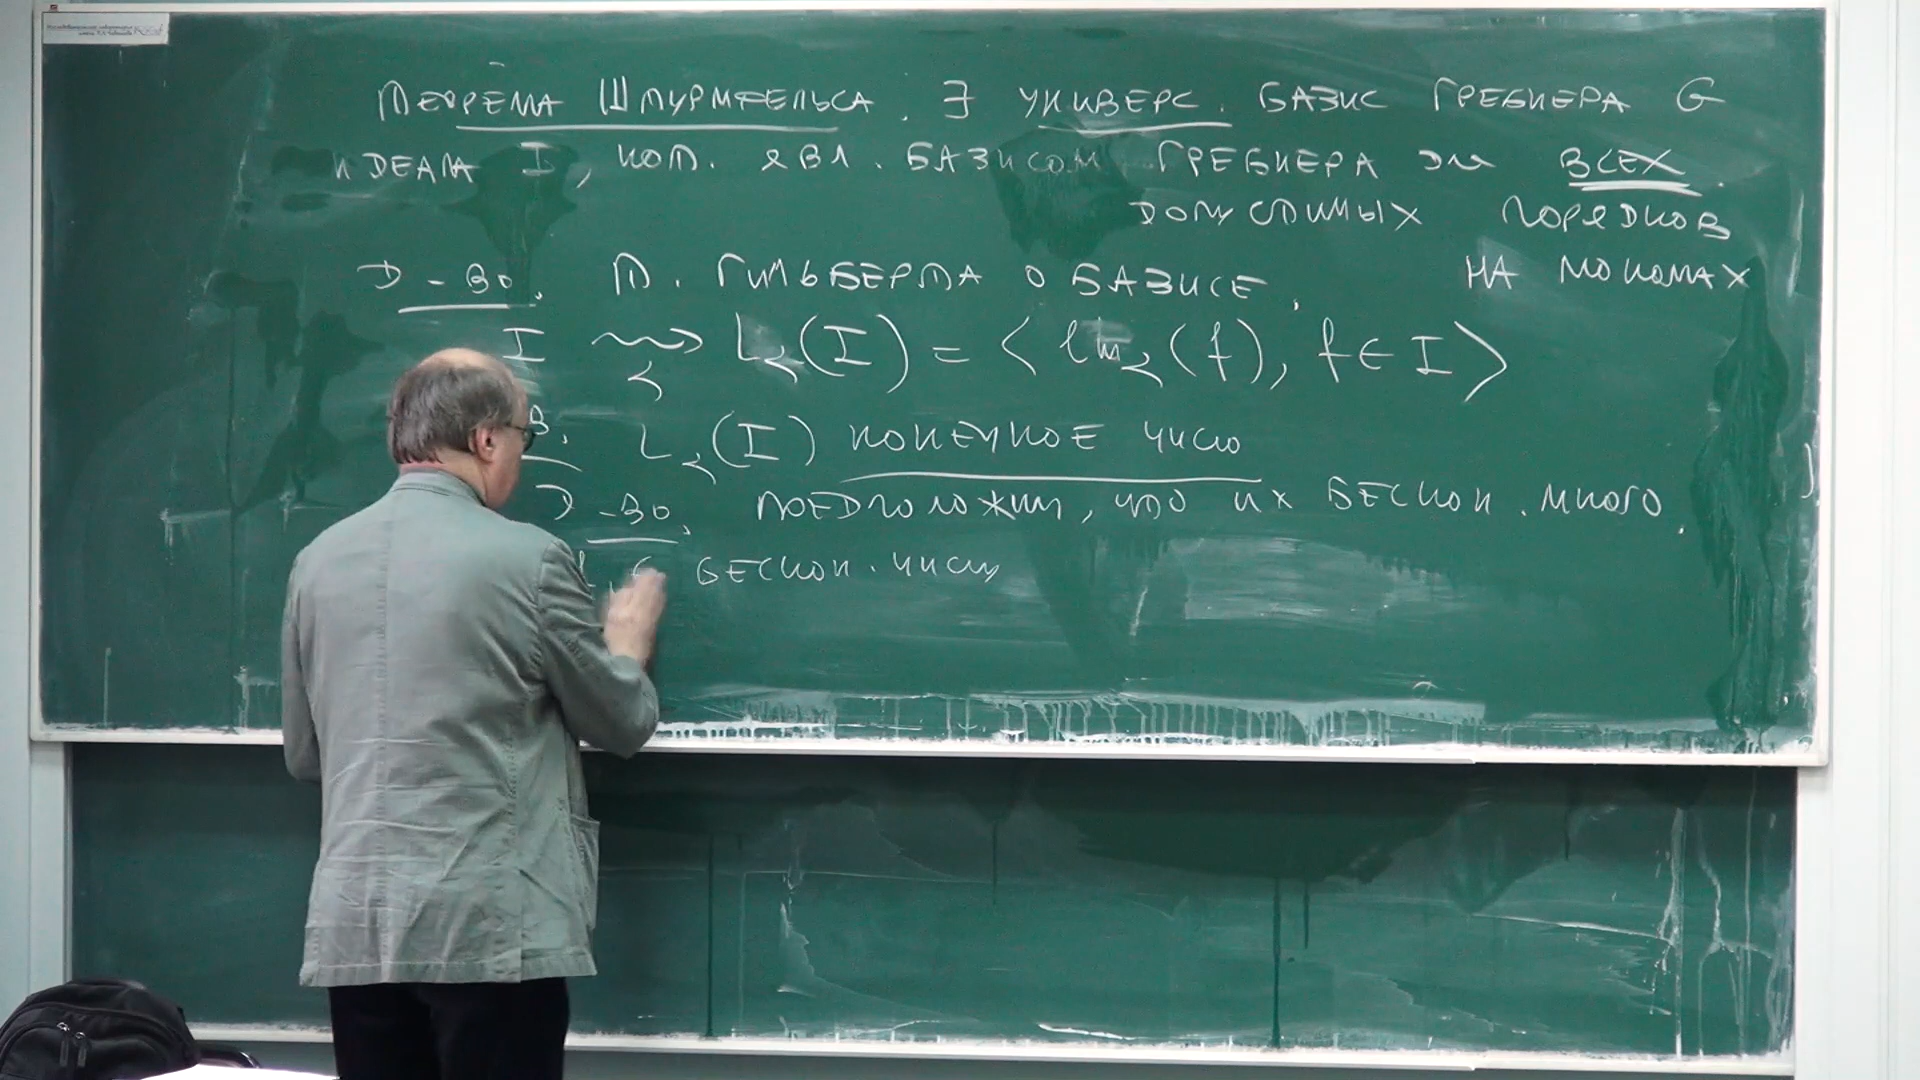 ТЕОРЕМА ШТУРМФЕЛЬСА. ∃ УНИВЕРС. БАЗИС ГРЕБНЕРА G
ИДЕАЛА I, КОТ. ЯВЛ. БАЗИСОМ ГРЕБНЕРА ДЛЯ ВСЕХ
ДОПУСТИМЫХ ПОРЯДКОВ
НА МОНОМАХ
Д-ВО. Т. ГИЛЬБЕРТА О БАЗИСЕ.
I ⇝ L≺(I) = < lm≺(f), f ∈ I >
≺
В. L≺(I) КОНЕЧНОЕ ЧИСЛО
Д-ВО. ПРЕДПОЛОЖИМ, ЧТО ИХ БЕСКОН. МНОГО.
БЕСКОН. ЧИСЛУ